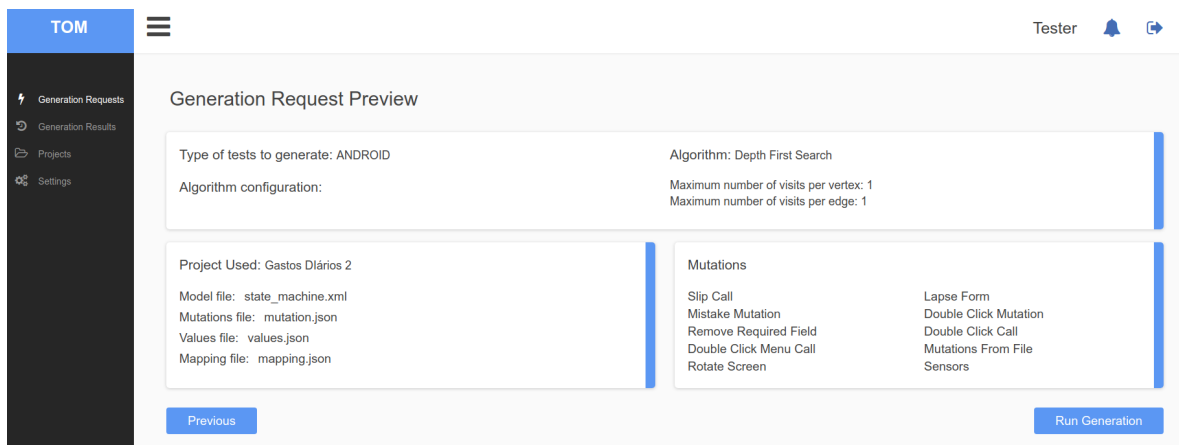 TOM
Tester
Generation Requests
Generation Results
Projects
Settings
Generation Request Preview
Type of tests to generate: ANDROID
Algorithm configuration:
Algorithm: Depth First Search
Maximum number of visits per vertex: 1
Maximum number of visits per edge: 1
Project Used: Gastos DIários 2
Model file: state_machine.xml
Mutations file: mutation.json
Values file: values.json
Mapping file: mapping.json
Mutations
Slip Call
Mistake Mutation
Remove Required Field
Double Click Menu Call
Rotate Screen
Lapse Form
Double Click Mutation
Double Click Call
Mutations From File
Sensors
Previous
Run Generation